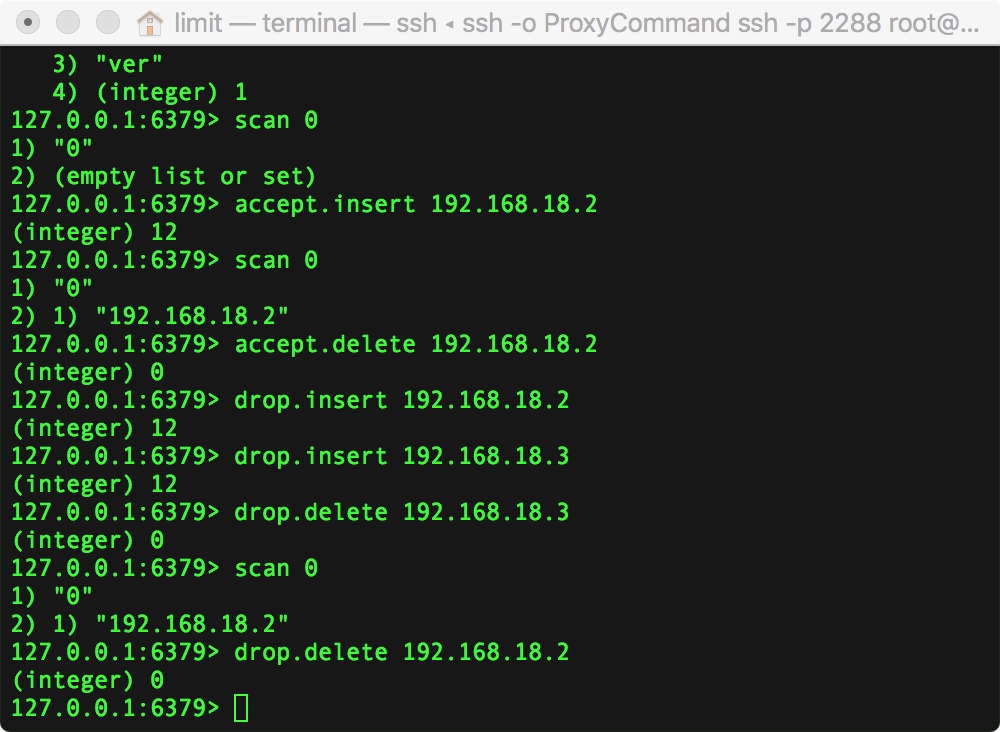 limit — terminal — ssh ◂ ssh -o ProxyCommand ssh -p 2288 root@...
3) "ver"
4) (integer) 1
127.0.0.1:6379> scan 0
1) "0"
2) (empty list or set)
127.0.0.1:6379> accept.insert 192.168.18.2
(integer) 12
127.0.0.1:6379> scan 0
1) "0"
2) 1) "192.168.18.2"
127.0.0.1:6379> accept.delete 192.168.18.2
(integer) 0
127.0.0.1:6379> drop.insert 192.168.18.2
(integer) 12
127.0.0.1:6379> drop.insert 192.168.18.3
(integer) 12
127.0.0.1:6379> drop.delete 192.168.18.3
(integer) 0
127.0.0.1:6379> scan 0
1) "0"
2) 1) "192.168.18.2"
127.0.0.1:6379> drop.delete 192.168.18.2
(integer) 0
127.0.0.1:6379>